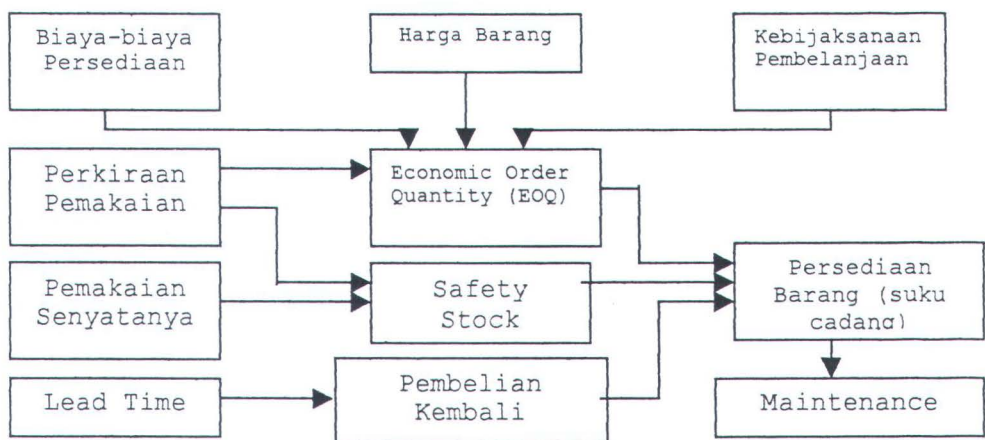 Biaya-biaya
Persediaan
Harga Barang
Kebijaksanaan
Pembelanjaan
Perkiraan
Pemakaian
Economic Order
Quantity (EOQ)
Pemakaian
Senyatanya
Safety
Stock
Persediaan
Barang (suku
cadang)
Lead Time
Pembelian
Kembali
Maintenance